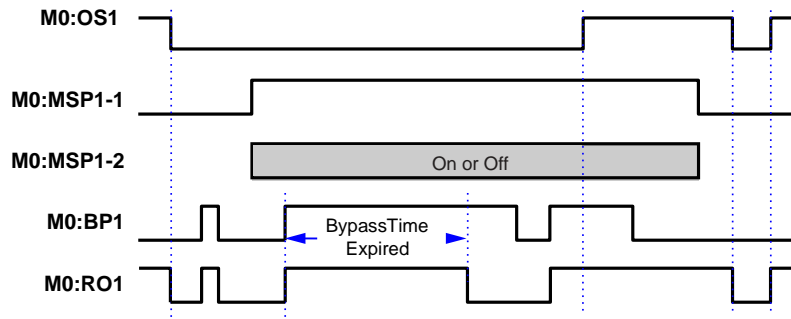 M0:OS1
M0:MSP1-1
M0:MSP1-2
On or Off
M0:BP1
BypassTime
Expired
M0:RO1